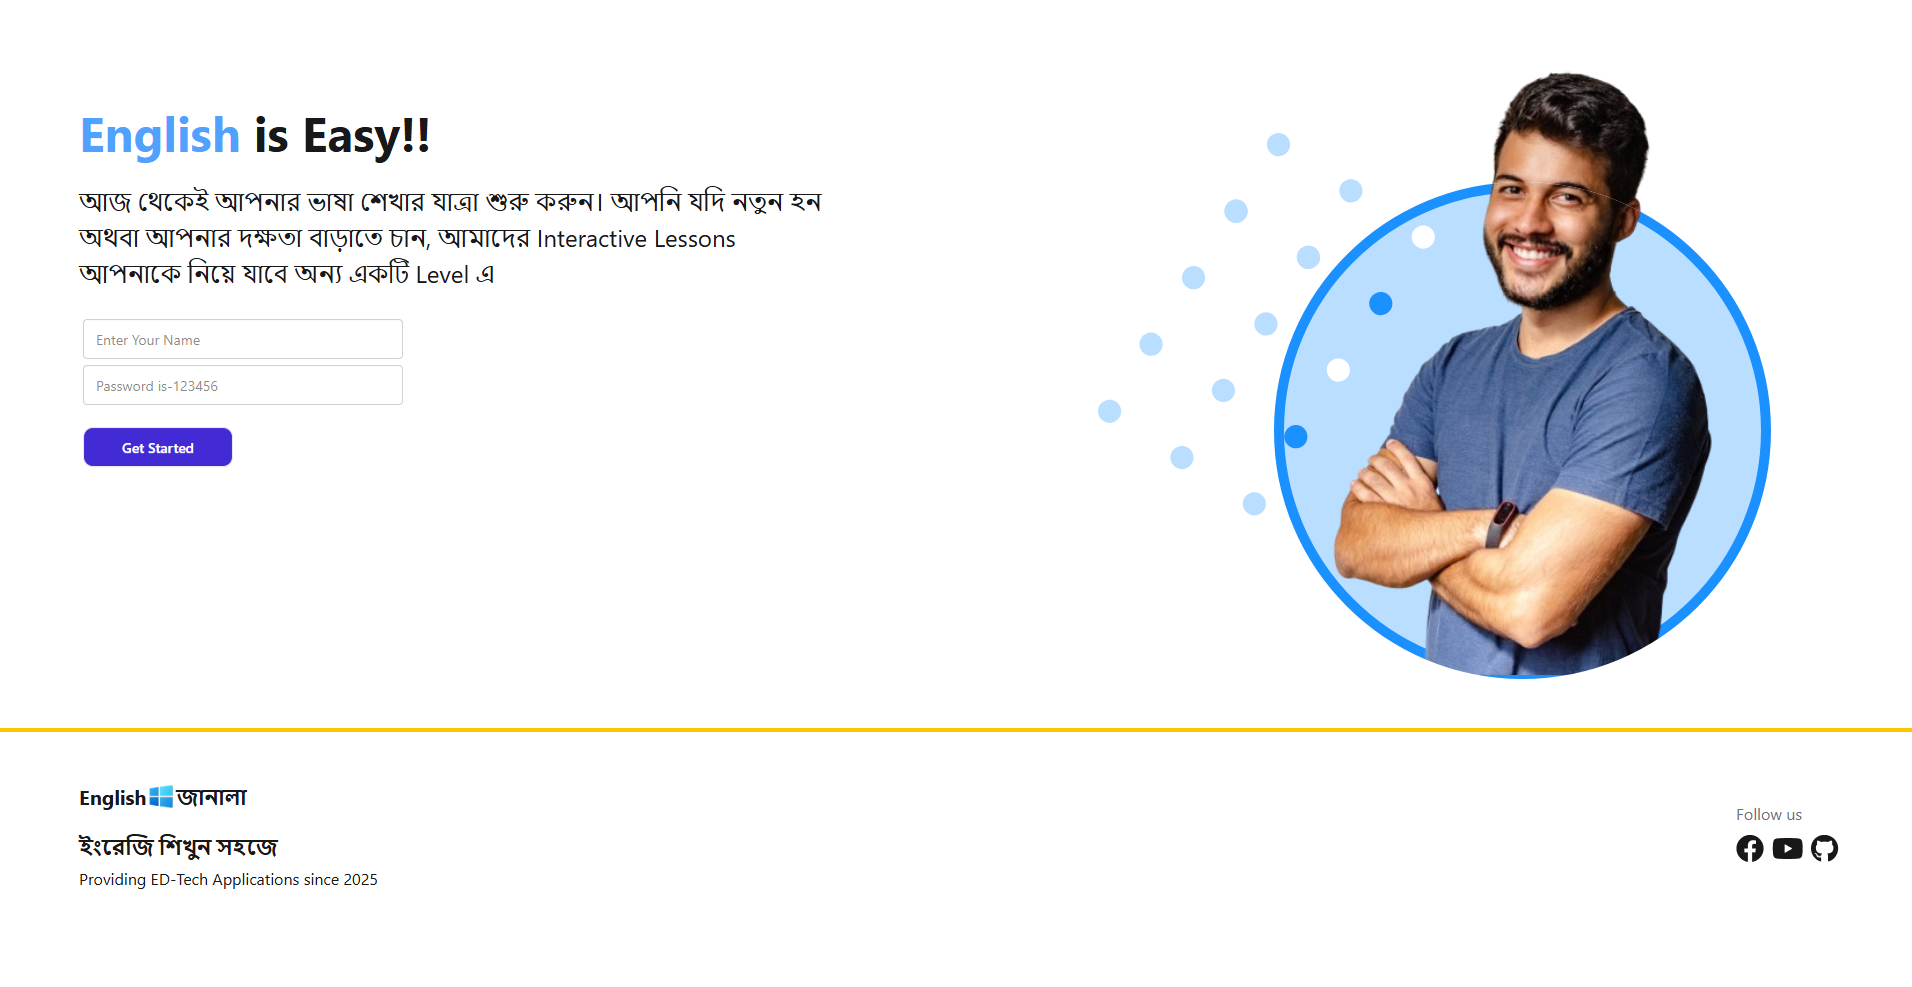 English is Easy!!
আজ থেকেই আপনার ভাষা শেখার যাত্রা শুরু করুন। আপনি যদি নতুন হন
অথবা আপনার দক্ষতা বাড়াতে চান, আমাদের Interactive Lessons
আপনাকে নিয়ে যাবে অন্য একটি Level এ
Enter Your Name
Password is-123456
Get Started
English জানালা
ইংরেজি শিখুন সহজে
Providing ED-Tech Applications since 2025
Follow us